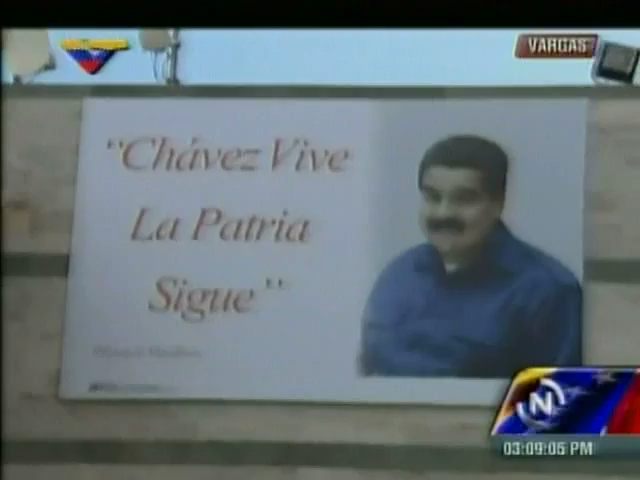 VARGAS
"Chávez Vive
La Patria
Sigue"
N
03:09:05 PM